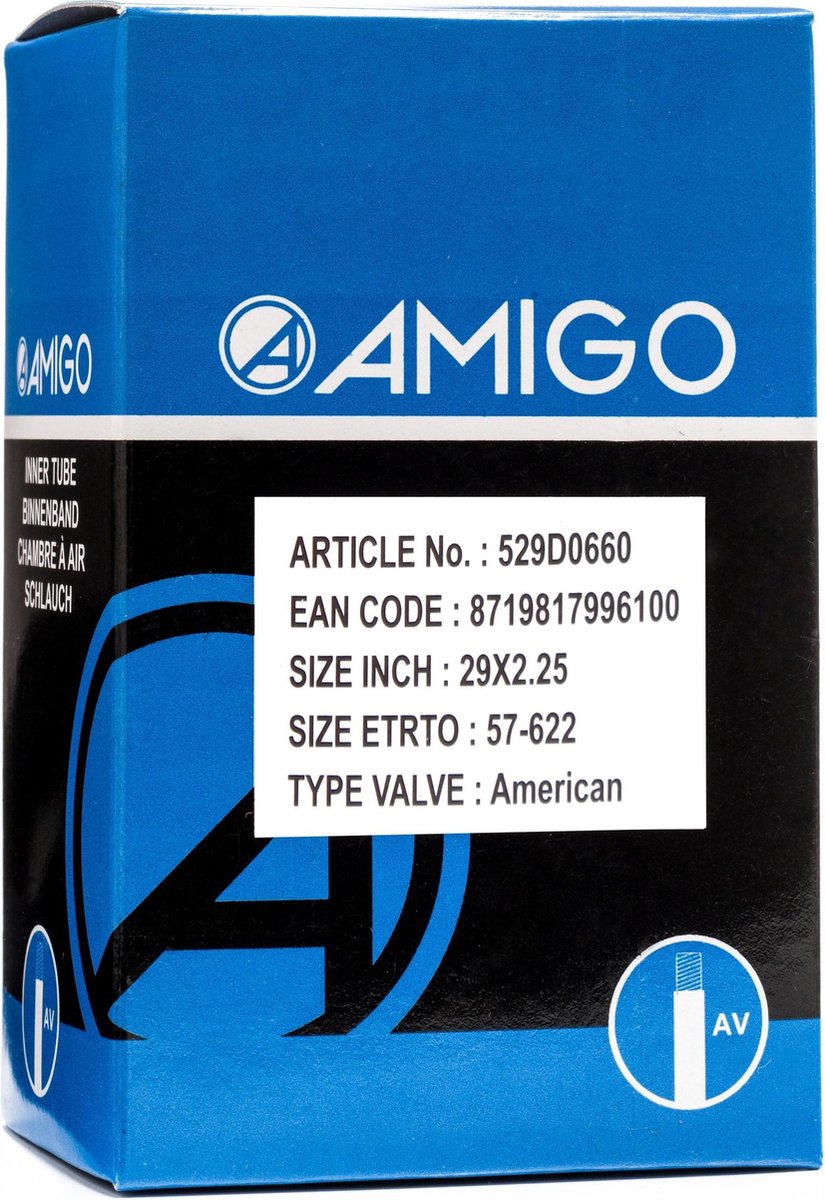 AMIGO
INNER TUBE
BINNENBAND
CHAMBRE À AIR
SCHLAUCH
AV
AMIGO
ARTICLE No. : 529D0660
EAN CODE : 8719817996100
SIZE INCH : 29X2.25
SIZE ETRTO : 57-622
TYPE VALVE : American
AV